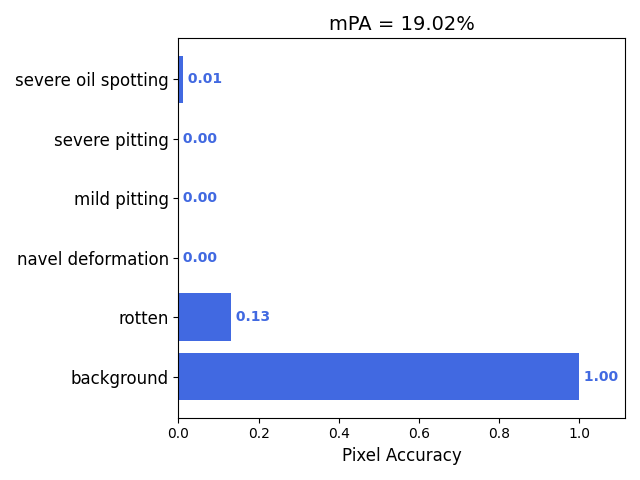 mPA = 19.02%
severe oil spotting 0.01
severe pitting 0.00
mild pitting 0.00
navel deformation 0.00
rotten 0.13
background 1.00
0.0 0.2 0.4 0.6 0.8 1.0
Pixel Accuracy